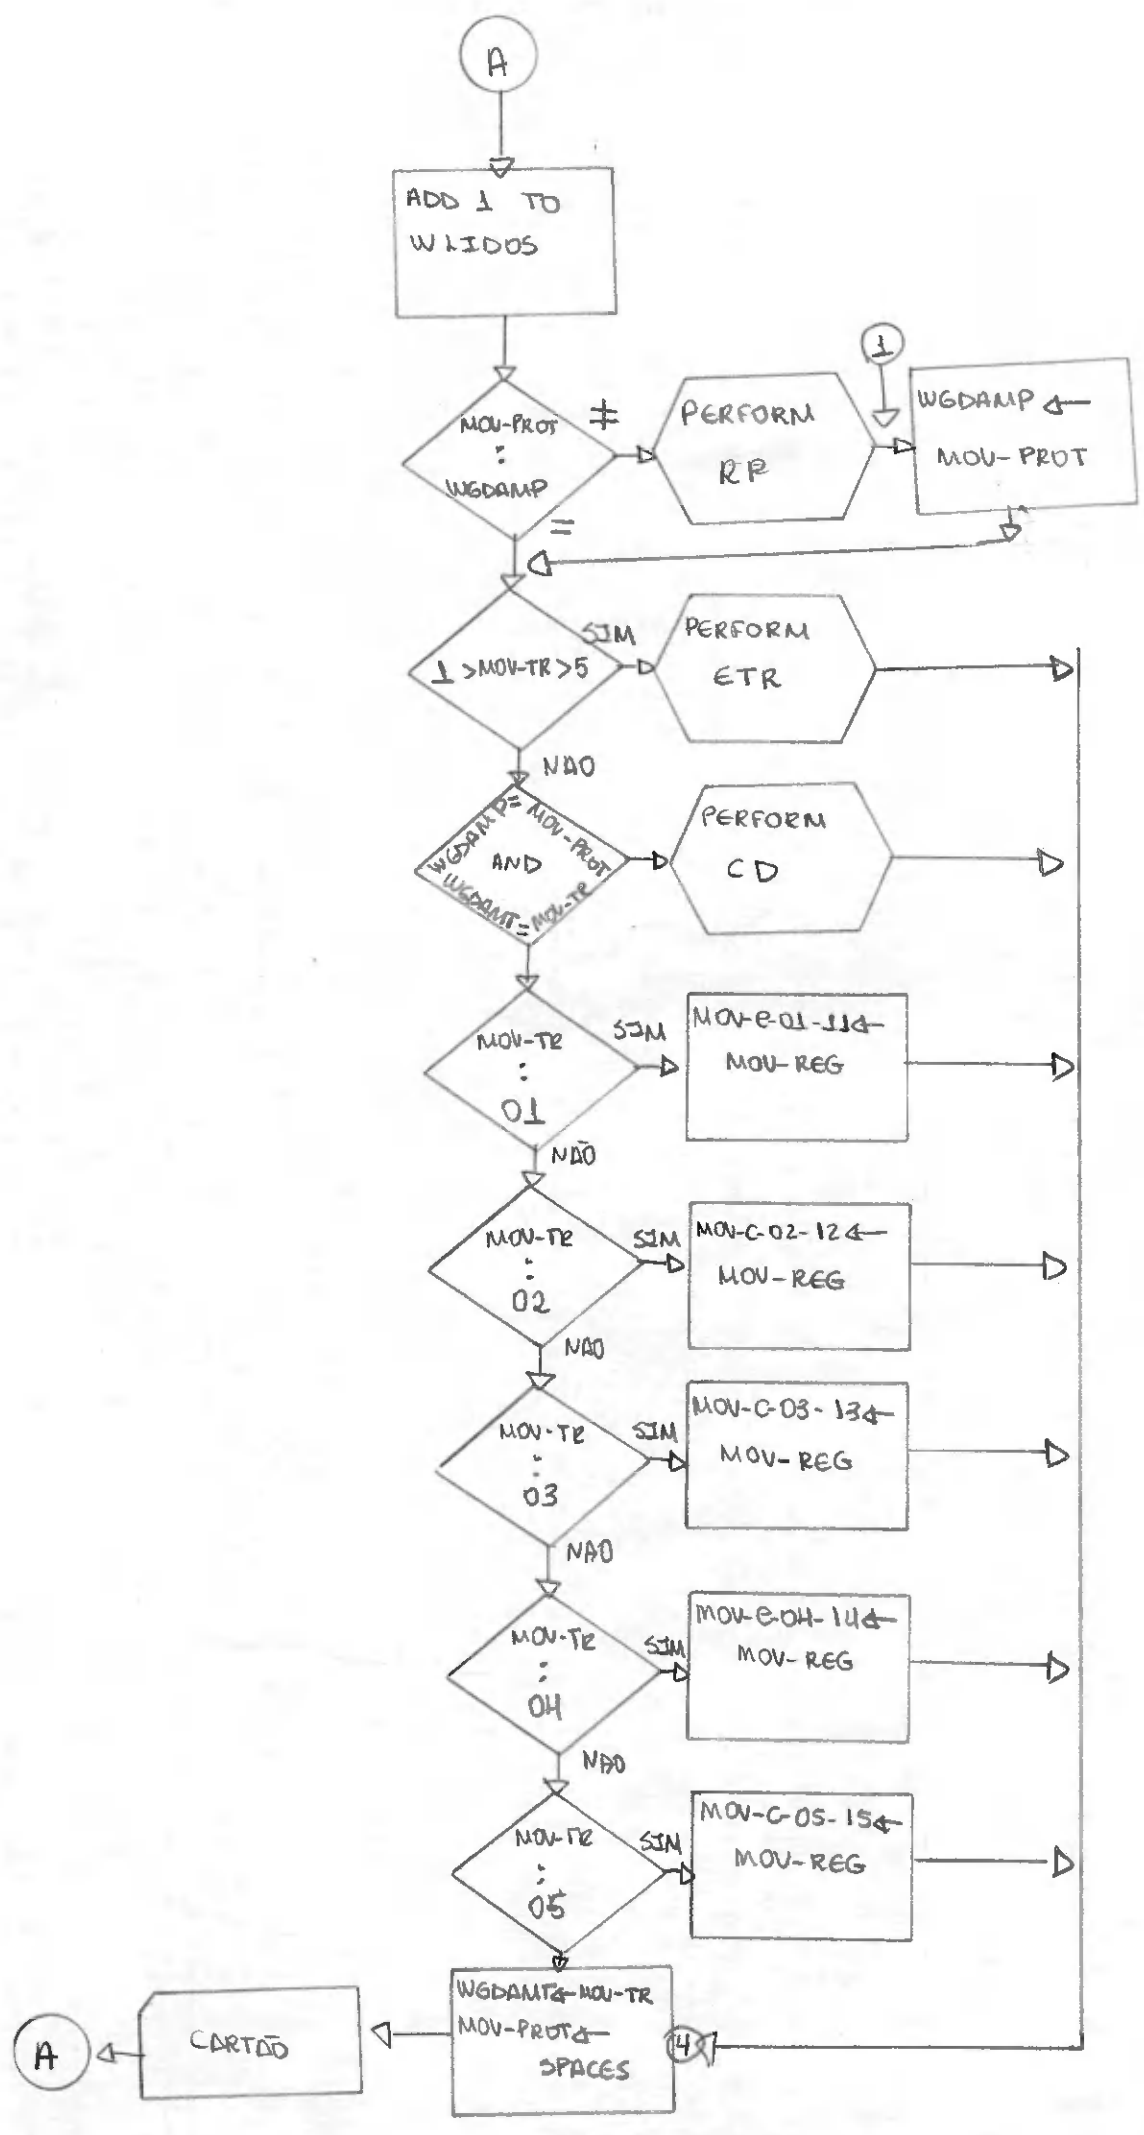 A
ADD 1 TO
WLIDOS
MOV-PROT
:
WGDAMP
≠
=
PERFORM
RP
1
WGDAMP ←
MOV-PROT
1 >MOV-TR >5
SIM
NAO
PERFORM
ETR
WGDAMP= MOV-PROT
AND
WGDAMT=MOV-TR
PERFORM
CD
MOV-TR
:
01
SIM
NÃO
MOV-C-01-11←
MOV-REG
MOV-TR
:
02
SIM
NAO
MOV-C-02-12←
MOV-REG
MOV-TR
:
03
SIM
NAO
MOV-C-03-13←
MOV-REG
MOV-TR
:
04
SIM
NAO
MOV-C-04-14←
MOV-REG
MOV-TR
:
05
SIM
MOV-C-05-15←
MOV-REG
WGDAMT←MOV-TR
MOV-PROT←
SPACES
4
CARTÃO
A